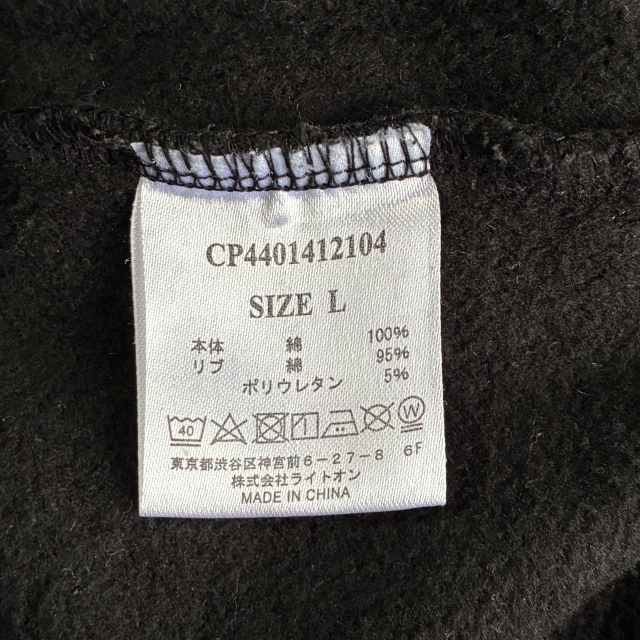 CP4401412104
SIZE L
本体 綿 100%
リブ 綿 95%
ポリウレタン 5%
40 W
東京都渋谷区神宮前6-27-8 6F
株式会社ライトオン
MADE IN CHINA